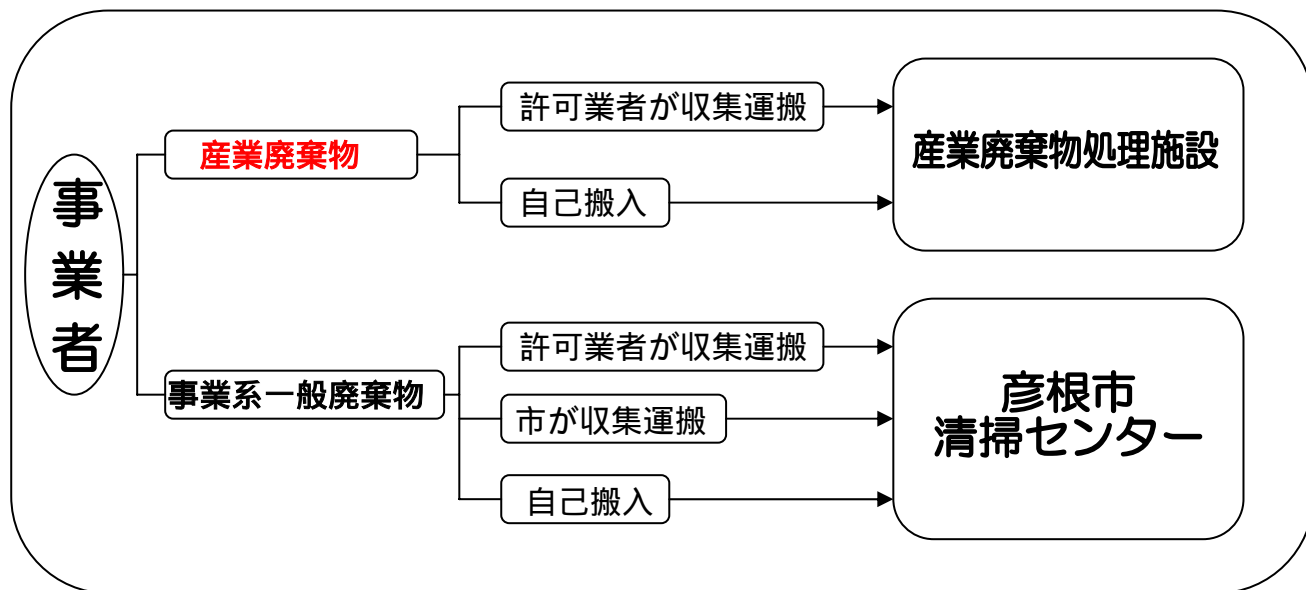 事業者
産業廃棄物
許可業者が収集運搬
自己搬入
産業廃棄物処理施設
事業系一般廃棄物
許可業者が収集運搬
市が収集運搬
自己搬入
彦根市
清掃センター